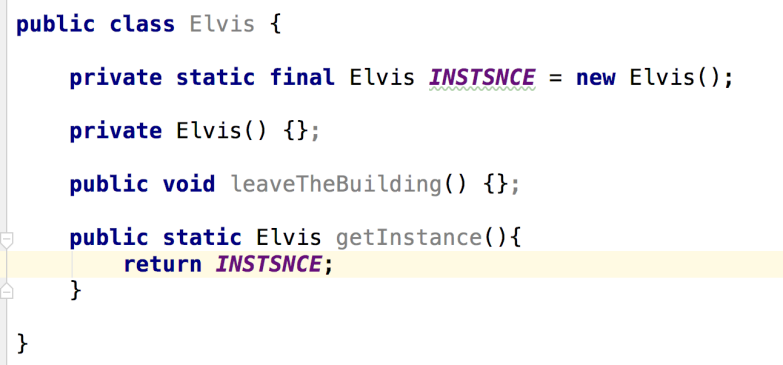 public class Elvis {
private static final Elvis INSTSNCE = new Elvis();
private Elvis() {};
public void leaveTheBuilding() {};
public static Elvis getInstance(){
return INSTSNCE;
}
}